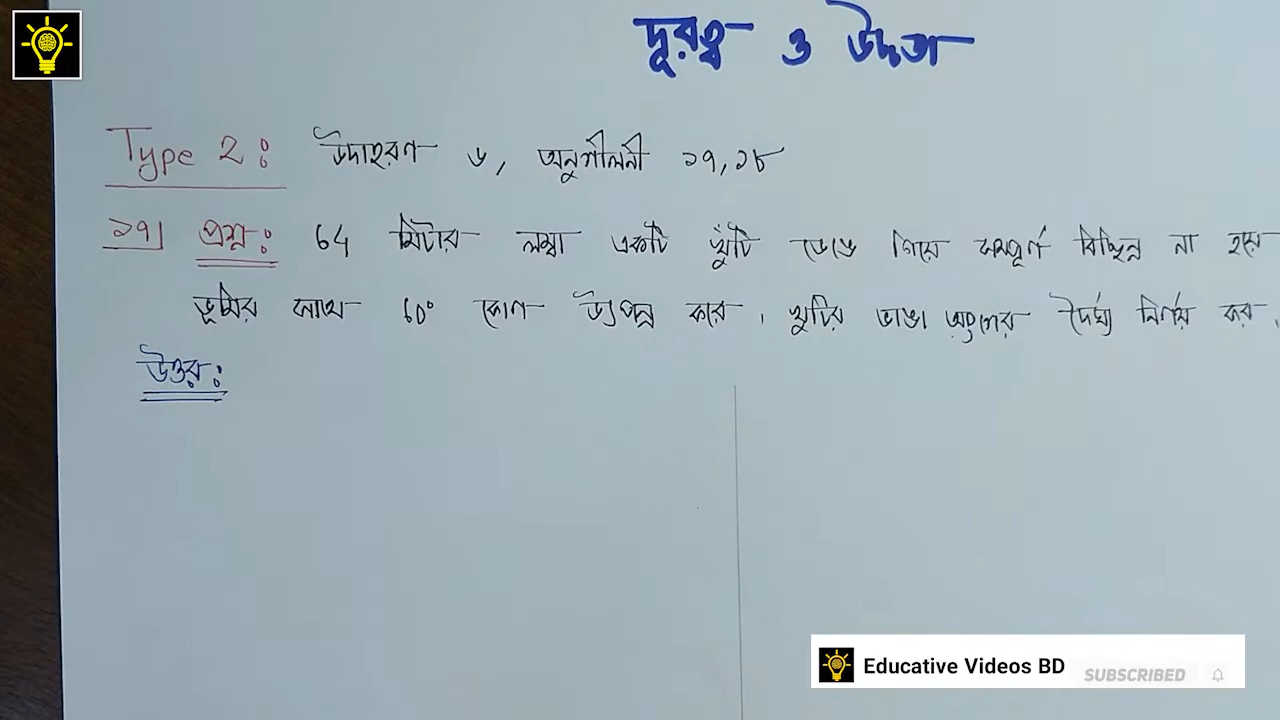 দূরত্ব ও উচ্চতা
Type 2: উদাহরণ ৬, অনুশীলনী ১৭,১৮
১৭| প্রশ্ন: 64 মিটার লম্বা একটি খুঁটি ভেঙে গিয়ে সম্পূর্ণ বিচ্ছিন্ন না হয়ে
ভূমির সাথে 60° কোণ উৎপন্ন করে। খুটির ভাঙা অংশের দৈর্ঘ্য নির্ণয় কর।
উত্তর:
Educative Videos BD
SUBSCRIBED